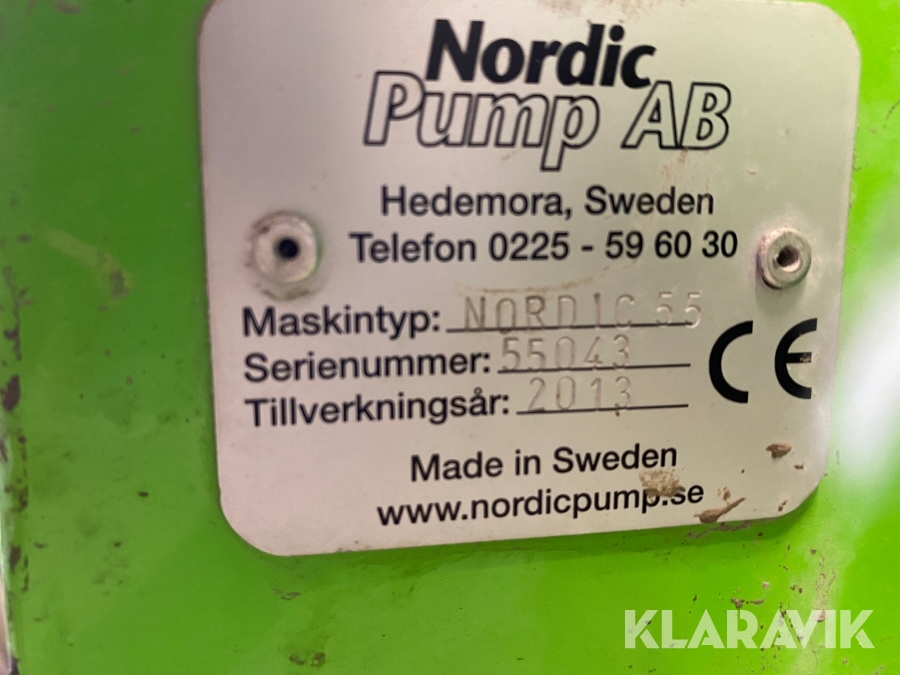 Nordic
Pump AB
Hedemora, Sweden
Telefon 0225 - 59 60 30
Maskintyp: NORDIC 55
Serienummer: 55043
Tillverkningsår: 2013
CE
Made in Sweden
www.nordicpump.se
KLARAVIK